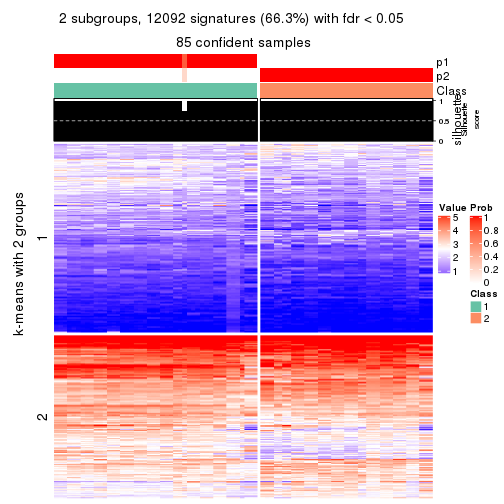 2 subgroups, 12092 signatures (66.3%) with fdr < 0.05
85 confident samples
p1
p2
Class
1
0.5
0
silhouette
Silhouette
score
k-means with 2 groups
1
2
Value
5
4
3
2
1
Prob
1
0.8
0.6
0.4
0.2
0
Class
1
2